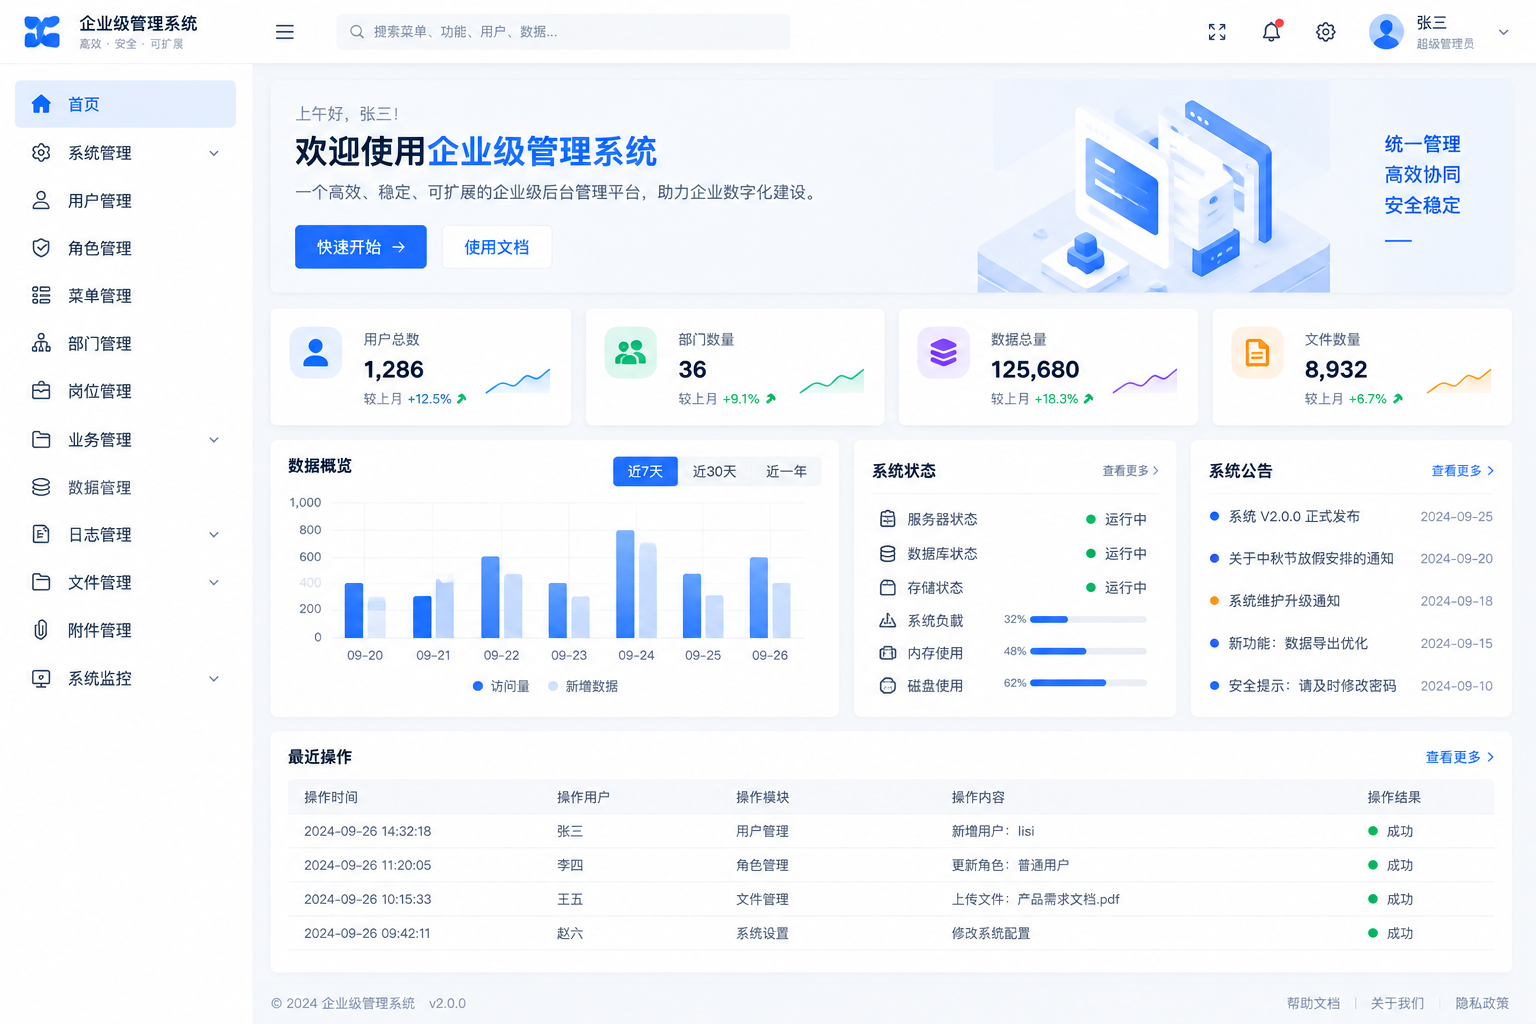 企业级管理系统
高效 · 安全 · 可扩展
搜索菜单、功能、用户、数据...
张三
超级管理员
首页
系统管理
用户管理
角色管理
菜单管理
部门管理
岗位管理
业务管理
数据管理
日志管理
文件管理
附件管理
系统监控
上午好，张三！
欢迎使用企业级管理系统
一个高效、稳定、可扩展的企业级后台管理平台，助力企业数字化建设。
快速开始 →
使用文档
统一管理
高效协同
安全稳定
用户总数
1,286
较上月 +12.5%
部门数量
36
较上月 +9.1%
数据总量
125,680
较上月 +18.3%
文件数量
8,932
较上月 +6.7%
数据概览
近7天 近30天 近一年
1,000
800
600
400
200
0
09-20 09-21 09-22 09-23 09-24 09-25 09-26
访问量 新增数据
系统状态 查看更多
服务器状态 运行中
数据库状态 运行中
存储状态 运行中
系统负载 32%
内存使用 48%
磁盘使用 62%
系统公告 查看更多
系统 V2.0.0 正式发布 2024-09-25
关于中秋节放假安排的通知 2024-09-20
系统维护升级通知 2024-09-18
新功能：数据导出优化 2024-09-15
安全提示：请及时修改密码 2024-09-10
最近操作 查看更多
操作时间 操作用户 操作模块 操作内容 操作结果
2024-09-26 14:32:18 张三 用户管理 新增用户：lisi 成功
2024-09-26 11:20:05 李四 角色管理 更新角色：普通用户 成功
2024-09-26 10:15:33 王五 文件管理 上传文件：产品需求文档.pdf 成功
2024-09-26 09:42:11 赵六 系统设置 修改系统配置 成功
© 2024 企业级管理系统 v2.0.0
帮助文档 | 关于我们 | 隐私政策